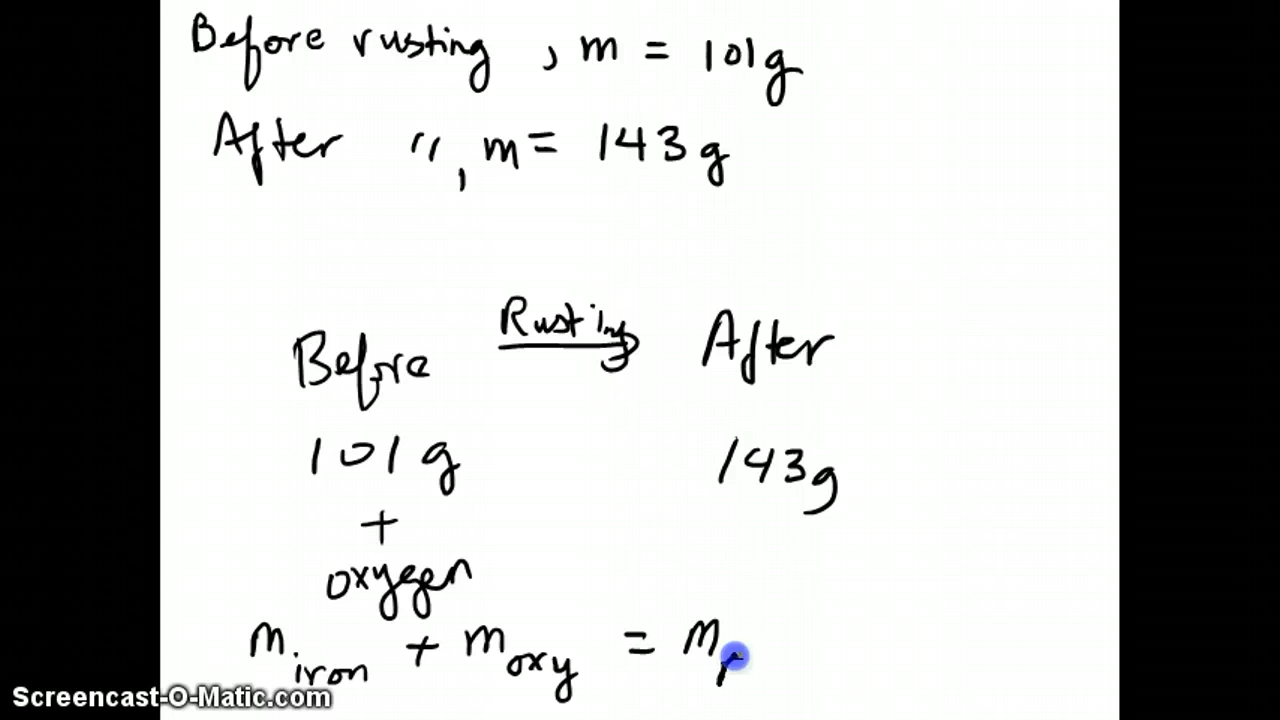 Before rusting, m = 101g
After ", m = 143g
Rusting
Before After
101g 143g
+
oxygen
m iron + m oxy = m r
Screencast-O-Matic.com